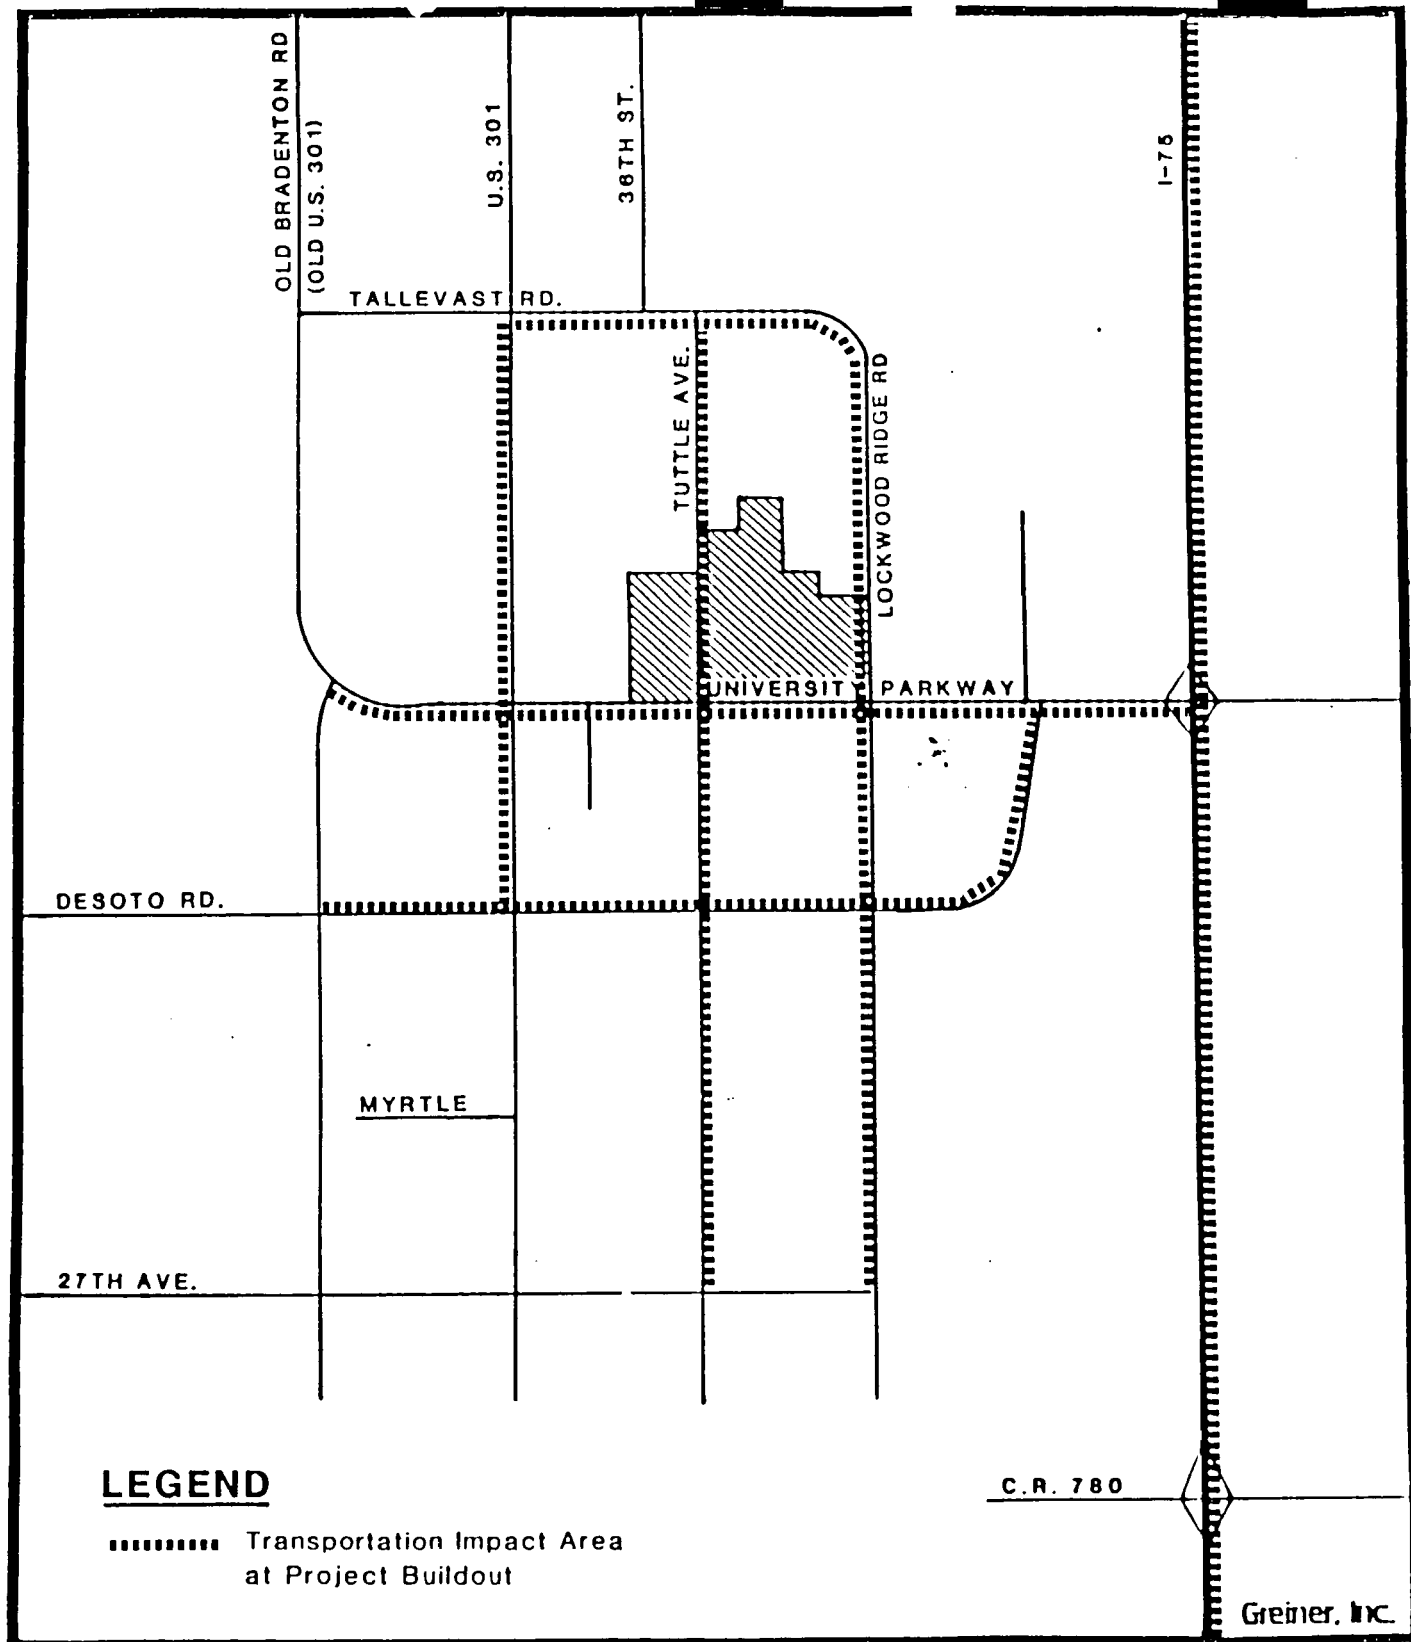 OLD BRADENTON RD
(OLD U.S. 301)
U.S. 301
36TH ST.
I-75
TALLEVAST RD.
TUTTLE AVE.
LOCKWOOD RIDGE RD
UNIVERSITY PARKWAY
DESOTO RD.
MYRTLE
27TH AVE.
LEGEND
Transportation Impact Area
at Project Buildout
C.R. 780
Greiner, Inc.